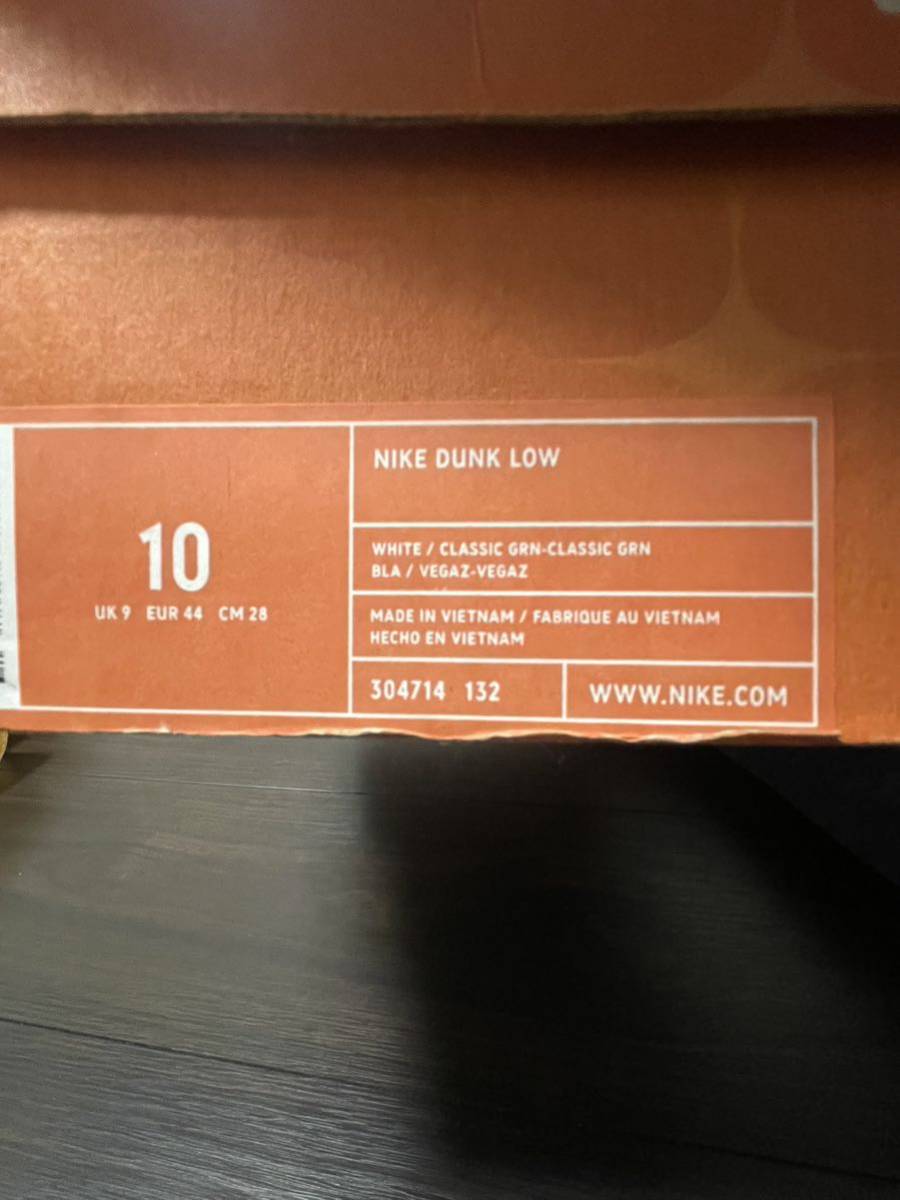 10
UK 9 EUR 44 CM 28
NIKE DUNK LOW
WHITE / CLASSIC GRN-CLASSIC GRN
BLA / VEGAZ-VEGAZ
MADE IN VIETNAM / FABRIQUE AU VIETNAM
HECHO EN VIETNAM
304714 132
WWW.NIKE.COM